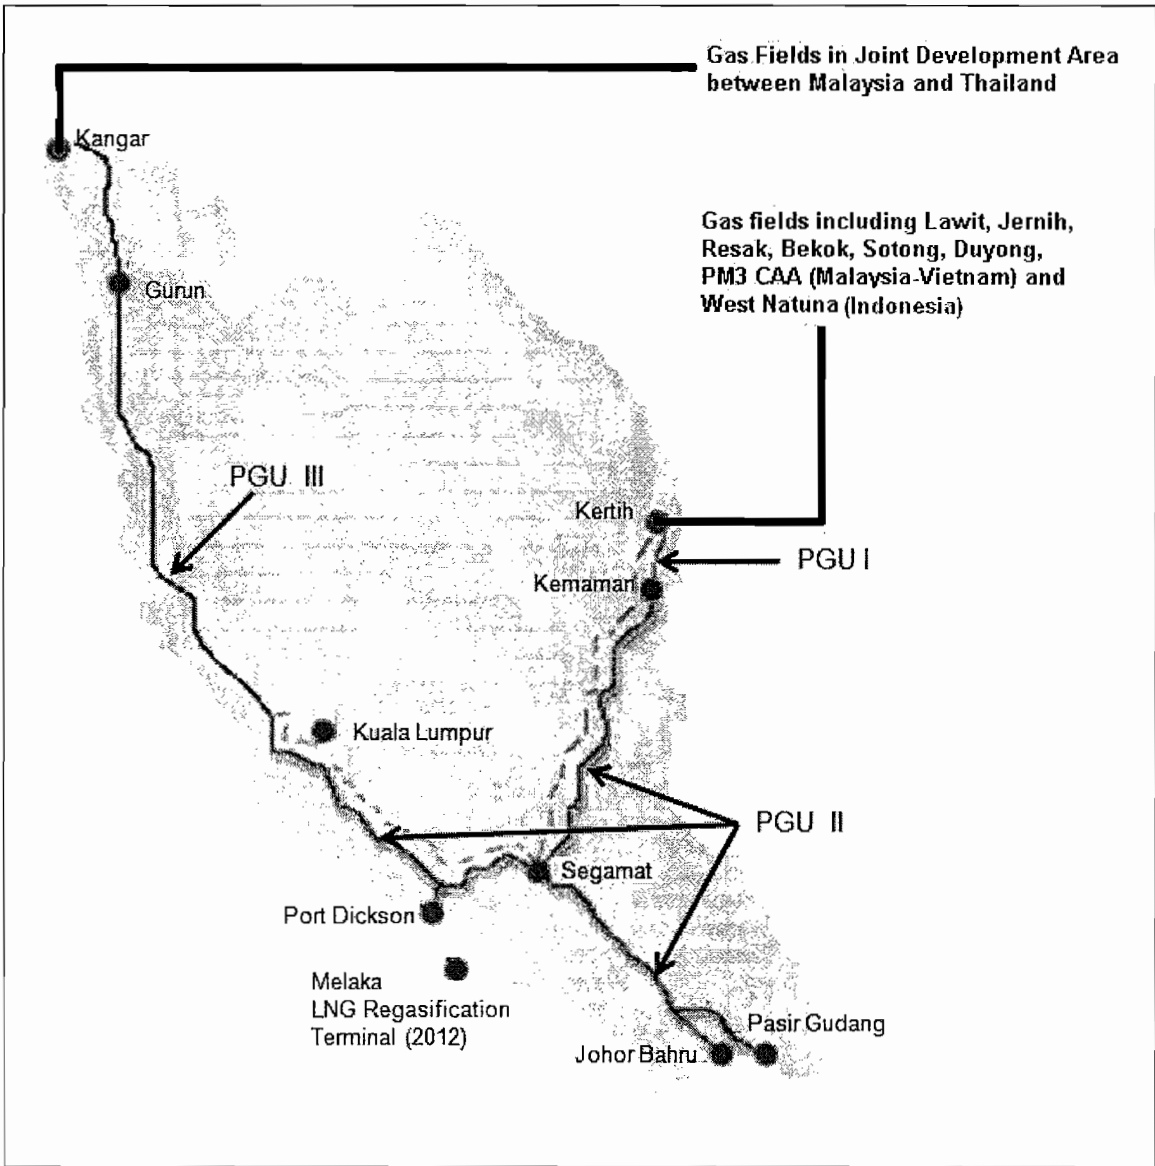 Gas Fields in Joint Development Area
between Malaysia and Thailand
Kangar
Gas fields including Lawit, Jernih,
Resak, Bekok, Sotong, Duyong,
PM3 CAA (Malaysia-Vietnam) and
West Natuna (Indonesia)
Gurun
PGU III
Kertih
PGU I
Kemaman
Kuala Lumpur
PGU II
Segamat
Port Dickson
Melaka
LNG Regasification
Terminal (2012)
Pasir Gudang
Johor Bahru